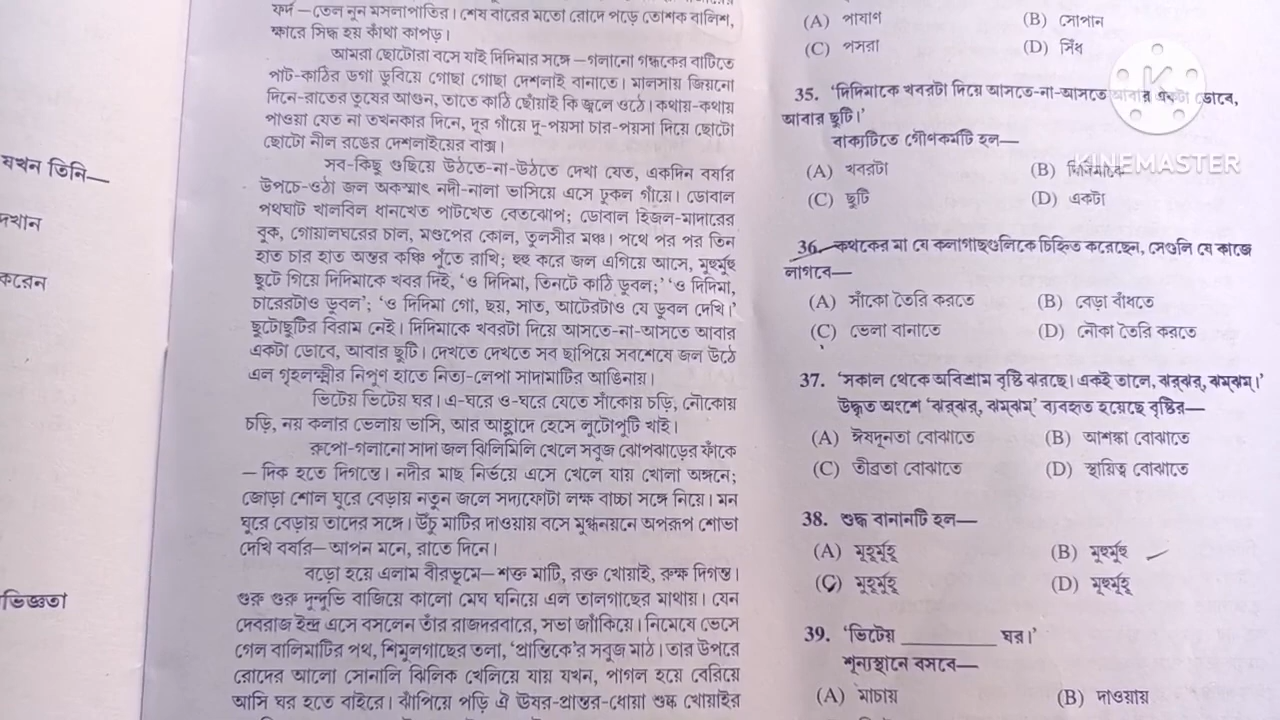 যখন তিনি—
দেখান
করেন
ভিজ্ঞতা
ফর্দ — তেল নুন মসলাপাতির। শেষ বারের মতো রোদে পড়ে তোশক বালিশ,
ক্ষারে সিদ্ধ হয় কাঁথা কাপড়।
আমরা ছোটোরা বসে যাই দিদিমার সঙ্গে — গলানো গন্ধকের বাটিতে
পাট-কাঠির ডগা ডুবিয়ে গোছা গোছা দেশলাই বানাতে। মালসায় জিয়নো
দিনে-রাতের তুষের আগুন, তাতে কাঠি ছোঁয়াই কি জ্বলে ওঠে। কথায়-কথায়
পাওয়া যেত না তখনকার দিনে, দূর গাঁয়ে দু-পয়সা চার-পয়সা দিয়ে ছোটো
ছোটো নীল রঙের দেশলাইয়ের বাক্স।
সব-কিছু গুছিয়ে উঠতে-না-উঠতে দেখা যেত, একদিন বর্ষার
উপচে-ওঠা জল অকস্মাৎ নদী-নালা ভাসিয়ে এসে ঢুকল গাঁয়ে। ডোবাল
পথঘাট খালবিল ধানখেত পাটখেত বেতঝোপ; ডোবাল হিজল-মাদারের
বুক, গোয়ালঘরের চাল, মণ্ডপের কোল, তুলসীর মঞ্চ। পথে পর পর তিন
হাত চার হাত অন্তর কঞ্চি পুঁতে রাখি; হুহু করে জল এগিয়ে আসে, মুহুর্মুহু
ছুটে গিয়ে দিদিমাকে খবর দিই, ‘ও দিদিমা, তিনটে কাঠি ডুবল;’ ‘ও দিদিমা,
চারেরটাও ডুবল’; ‘ও দিদিমা গো, ছয়, সাত, আটেরটাও যে ডুবল দেখি।’
ছুটোছুটির বিরাম নেই। দিদিমাকে খবরটা দিয়ে আসতে-না-আসতে আবার
একটা ডোবে, আবার ছুটি। দেখতে দেখতে সব ছাপিয়ে সবশেষে জল উঠে
এল গৃহলক্ষ্মীর নিপুণ হাতে নিত্য-লেপা সাদামাটির আঙিনায়।
ভিটেয় ভিটেয় ঘর। এ-ঘরে ও-ঘরে যেতে সাঁকোয় চড়ি, নৌকোয়
চড়ি, নয় কলার ভেলায় ভাসি, আর আহ্লাদে হেসে লুটোপুটি খাই।
রুপো-গলানো সাদা জল ঝিলিমিলি খেলে সবুজ ঝোপঝাড়ের ফাঁকে
— দিক হতে দিগন্তে। নদীর মাছ নির্ভয়ে এসে খেলে যায় খোলা অঙ্গনে;
জোড়া শোল ঘুরে বেড়ায় নতুন জলে সদ্যফোটা লক্ষ বাচ্চা সঙ্গে নিয়ে। মন
ঘুরে বেড়ায় তাদের সঙ্গে। উঁচু মাটির দাওয়ায় বসে মুগ্ধনয়নে অপরূপ শোভা
দেখি বর্ষার— আপন মনে, রাতে দিনে।
বড়ো হয়ে এলাম বীরভূমে— শক্ত মাটি, রক্ত খোয়াই, রুক্ষ দিগন্ত।
গুরু গুরু দুন্দুভি বাজিয়ে কালো মেঘ ঘনিয়ে এল তালগাছের মাথায়। যেন
দেবরাজ ইন্দ্র এসে বসলেন তাঁর রাজদরবারে, সভা জাঁকিয়ে। নিমেষে ভেসে
গেল বালিমাটির পথ, শিমুলগাছের তলা, ‘প্রান্তিকে’র সবুজ মাঠ। তার উপরে
রোদের আলো সোনালি ঝিলিক খেলিয়ে যায় যখন, পাগল হয়ে বেরিয়ে
আসি ঘর হতে বাইরে। ঝাঁপিয়ে পড়ি ঐ ঊষর-প্রান্তর-ধোয়া শুষ্ক খোয়াইর
(A) পাষাণ (B) সোপান
(C) পসরা (D) সিঁধ
35. ‘দিদিমাকে খবরটা দিয়ে আসতে-না-আসতে আবার একটা ডোবে,
আবার ছুটি।’
বাক্যটিতে গৌণকর্মটি হল—
(A) খবরটা (B) দিদিমাকে
(C) ছুটি (D) একটা
36. কথকের মা যে কলাগাছগুলিকে চিহ্নিত করেছেন, সেগুলি যে কাজে
লাগবে—
(A) সাঁকো তৈরি করতে (B) বেড়া বাঁধতে
(C) ভেলা বানাতে (D) নৌকা তৈরি করতে
37. ‘সকাল থেকে অবিশ্রাম বৃষ্টি ঝরছে। একই তালে, ঝর্‌ঝর্, ঝম্‌ঝম্।’
উদ্ধৃত অংশে ‘ঝর্‌ঝর্, ঝম্‌ঝম্’ ব্যবহৃত হয়েছে বৃষ্টির—
(A) ঈষদূনতা বোঝাতে (B) আশঙ্কা বোঝাতে
(C) তীব্রতা বোঝাতে (D) স্থায়িত্ব বোঝাতে
38. শুদ্ধ বানানটি হল—
(A) মূহূর্মূহূ (B) মুহুর্মুহু
(C) মূহূর্মুহূ (D) মুহুর্মূহূ
39. ‘ভিটেয় __________ ঘর।’
শূন্যস্থানে বসবে—
(A) মাচায় (B) দাওয়ায়
KINEMASTER